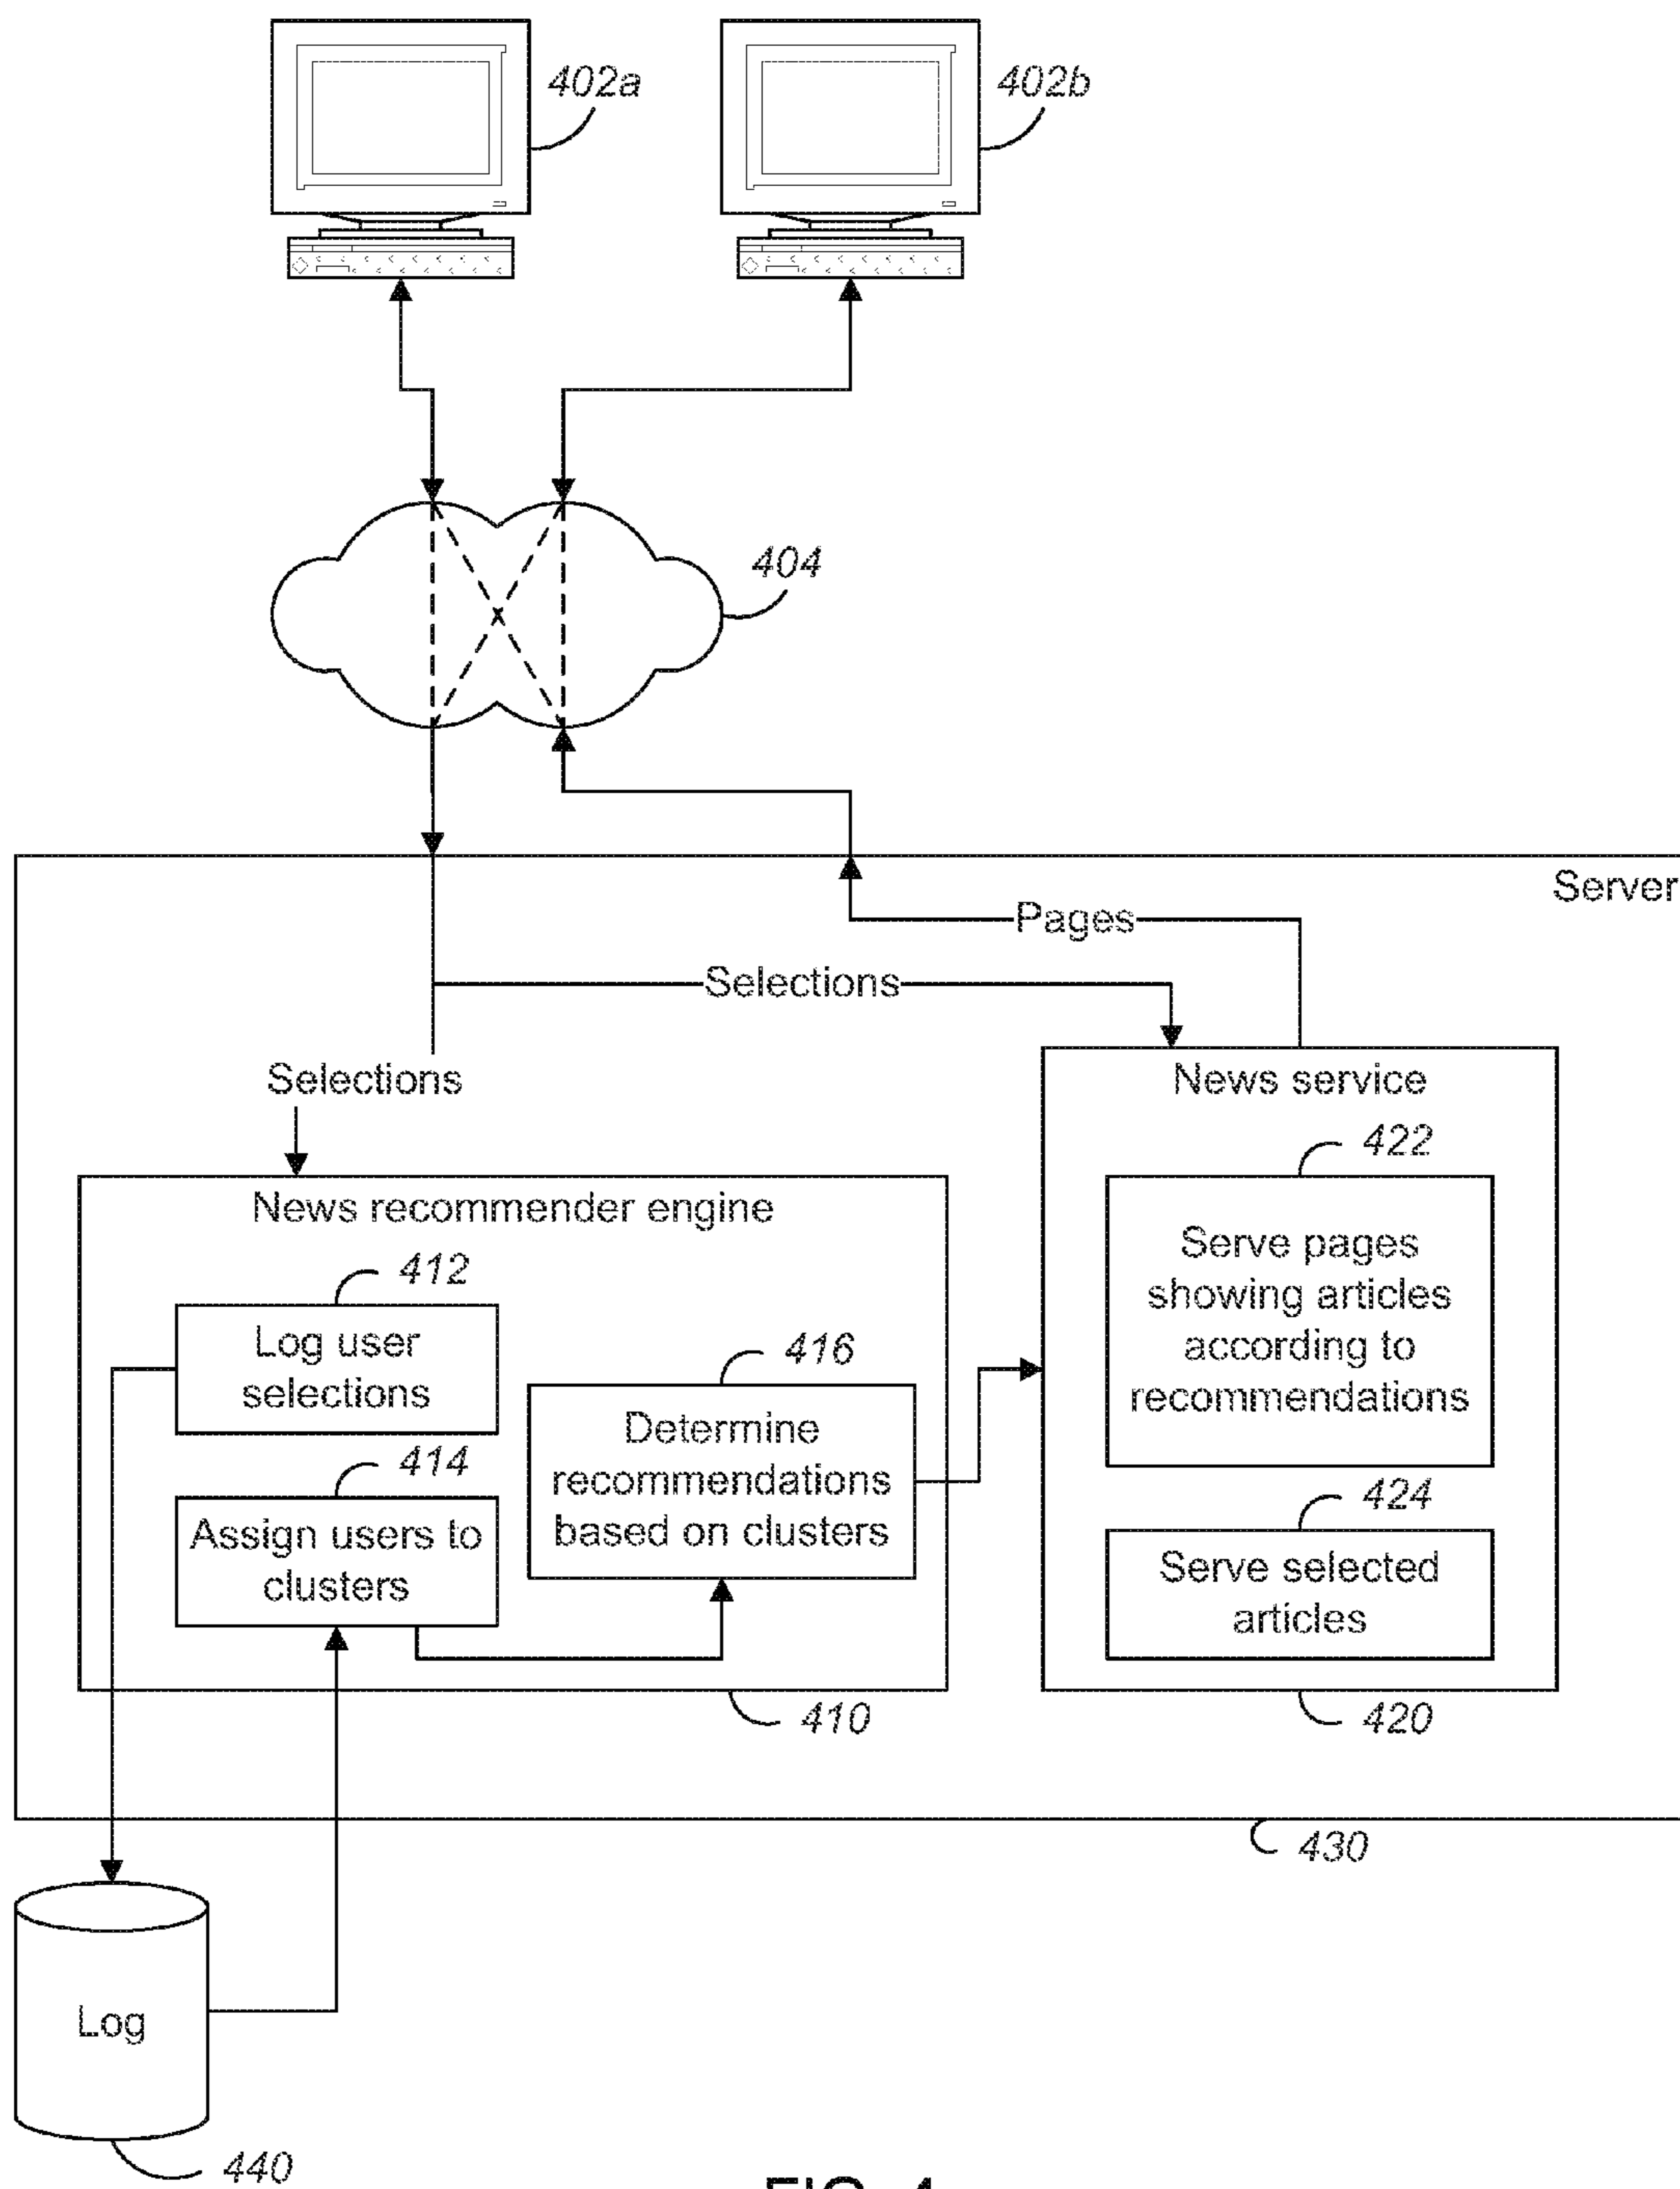 402a
402b
404
Server
Pages
Selections
Selections
News service
422
Serve pages
showing articles
according to
recommendations
News recommender engine
412
Log user
selections
416
Determine
recommendations
based on clusters
414
Assign users to
clusters
424
Serve selected
articles
410
420
430
Log
440